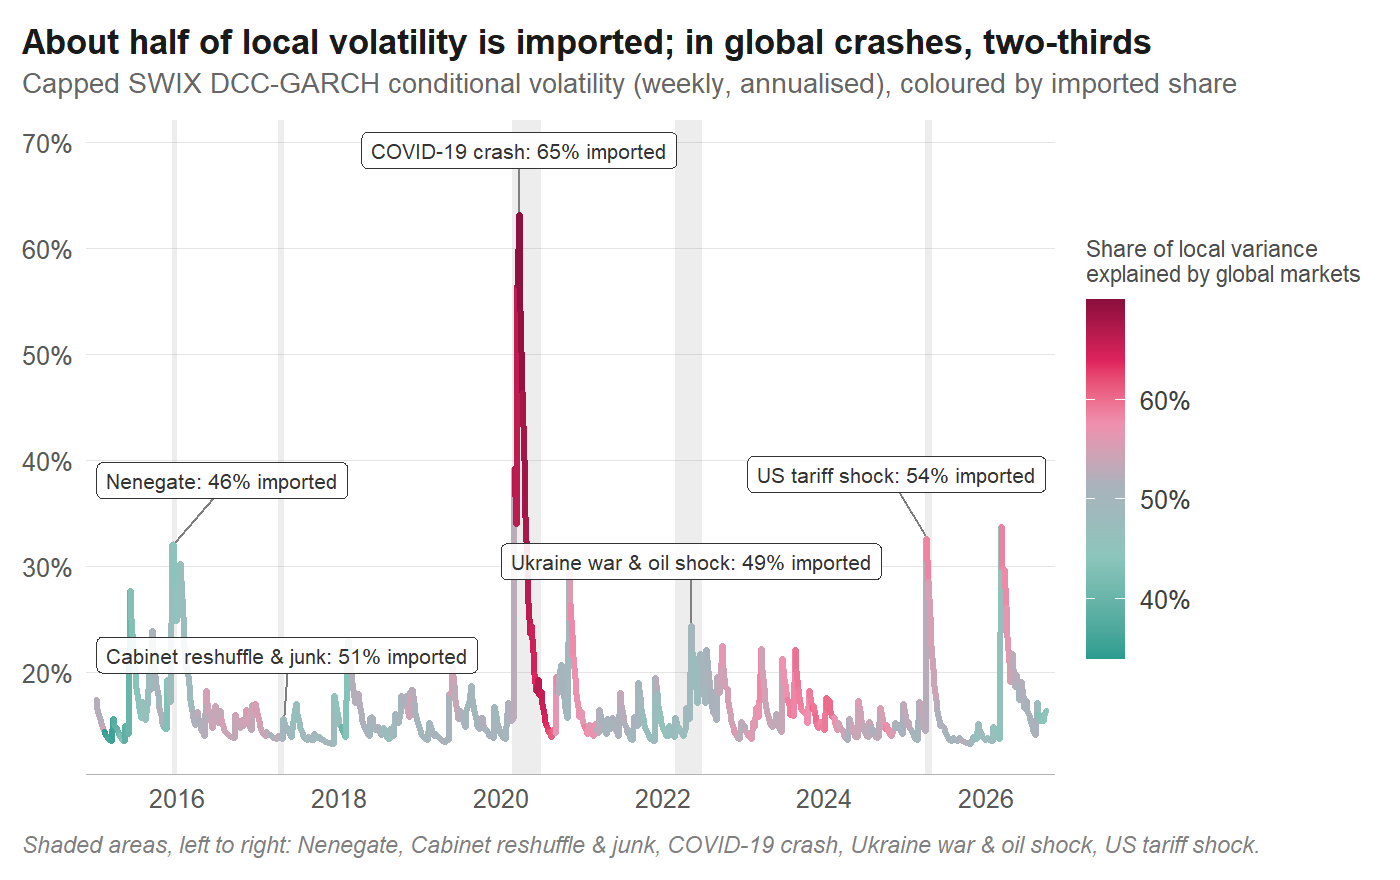 About half of local volatility is imported; in global crashes, two-thirds
Capped SWIX DCC-GARCH conditional volatility (weekly, annualised), coloured by imported share
70%
60%
50%
40%
30%
20%
COVID-19 crash: 65% imported
Nenegate: 46% imported
US tariff shock: 54% imported
Ukraine war & oil shock: 49% imported
Cabinet reshuffle & junk: 51% imported
2016
2018
2020
2022
2024
2026
Share of local variance
explained by global markets
60%
50%
40%
Shaded areas, left to right: Nenegate, Cabinet reshuffle & junk, COVID-19 crash, Ukraine war & oil shock, US tariff shock.